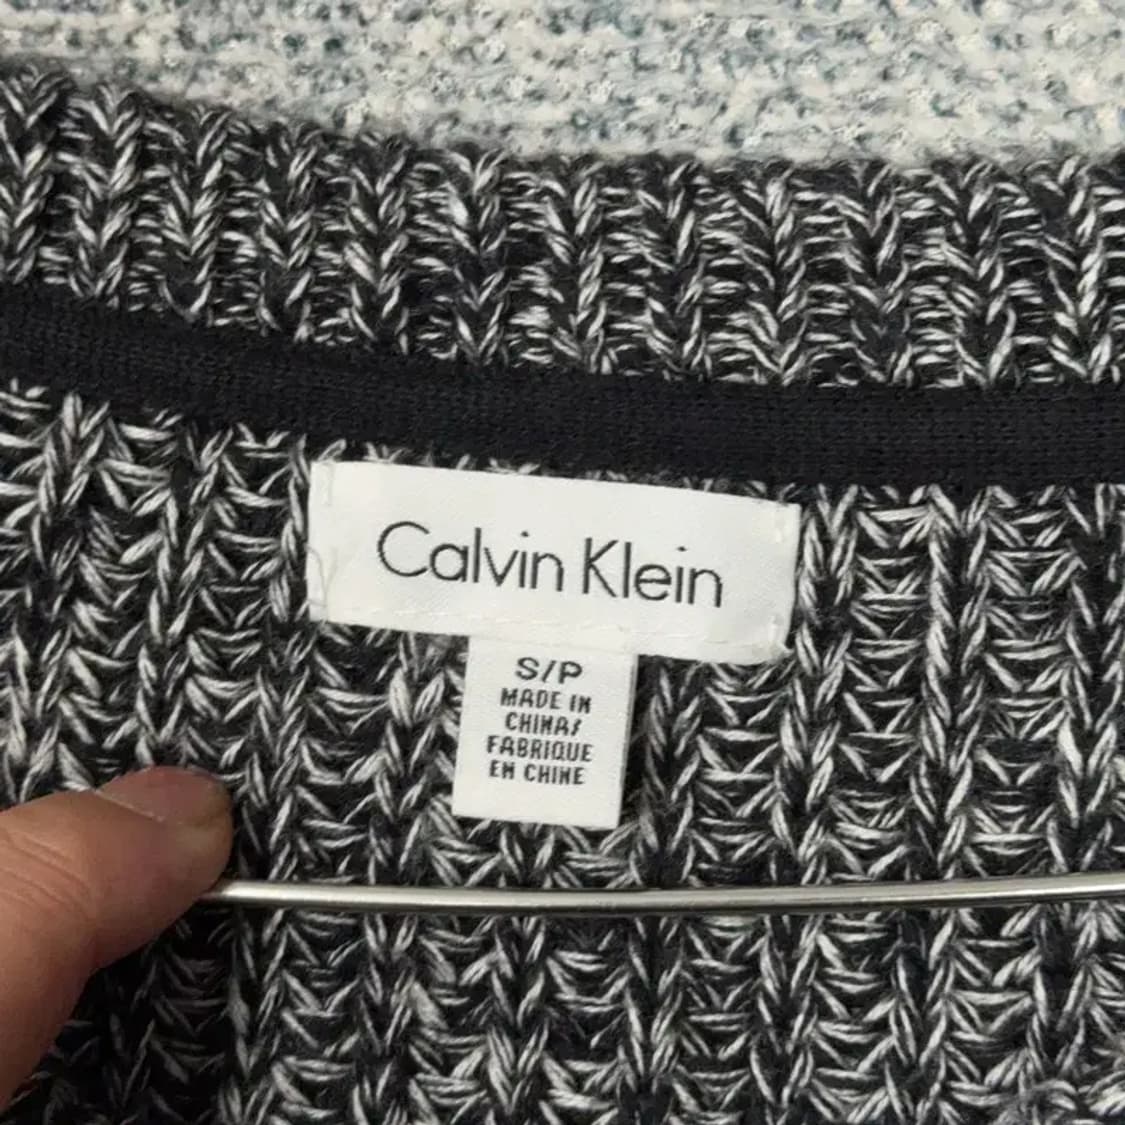 Calvin Klein
S/P
MADE IN
CHINA/
FABRIQUE
EN CHINE